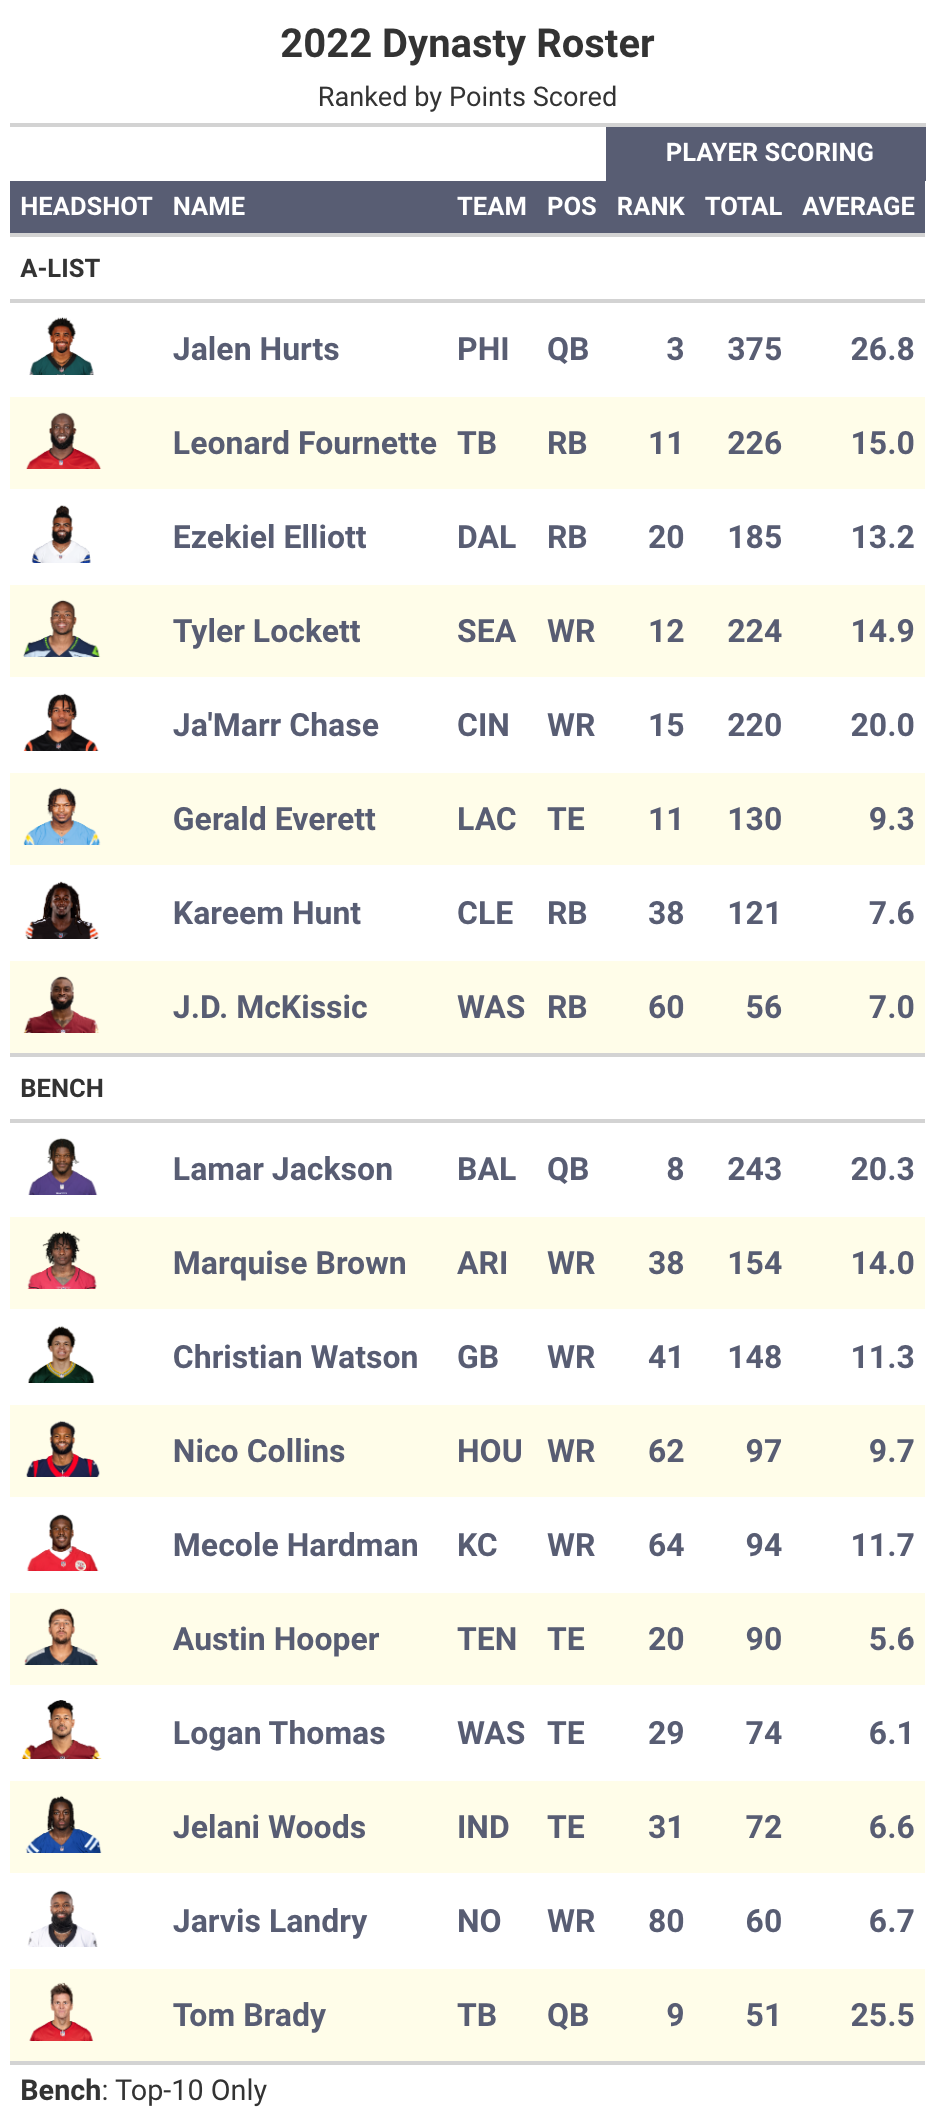 2022 Dynasty Roster
Ranked by Points Scored
PLAYER SCORING
HEADSHOT NAME TEAM POS RANK TOTAL AVERAGE
A-LIST
Jalen Hurts PHI QB 3 375 26.8
Leonard Fournette TB RB 11 226 15.0
Ezekiel Elliott DAL RB 20 185 13.2
Tyler Lockett SEA WR 12 224 14.9
Ja'Marr Chase CIN WR 15 220 20.0
Gerald Everett LAC TE 11 130 9.3
Kareem Hunt CLE RB 38 121 7.6
J.D. McKissic WAS RB 60 56 7.0
BENCH
Lamar Jackson BAL QB 8 243 20.3
Marquise Brown ARI WR 38 154 14.0
Christian Watson GB WR 41 148 11.3
Nico Collins HOU WR 62 97 9.7
Mecole Hardman KC WR 64 94 11.7
Austin Hooper TEN TE 20 90 5.6
Logan Thomas WAS TE 29 74 6.1
Jelani Woods IND TE 31 72 6.6
Jarvis Landry NO WR 80 60 6.7
Tom Brady TB QB 9 51 25.5
Bench: Top-10 Only